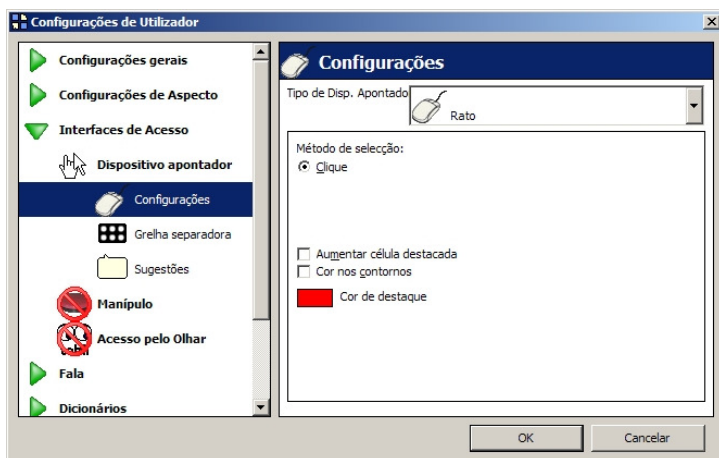 Configurações de Utilizador
Configurações gerais
Configurações de Aspecto
Interfaces de Acesso
Dispositivo apontador
Configurações
Grelha separadora
Sugestões
Manípulo
Acesso pelo Olhar
Fala
Dicionários
Configurações
Tipo de Disp. Apontado
Rato
Método de selecção:
Clique
Aumentar célula destacada
Cor nos contornos
Cor de destaque
OK
Cancelar